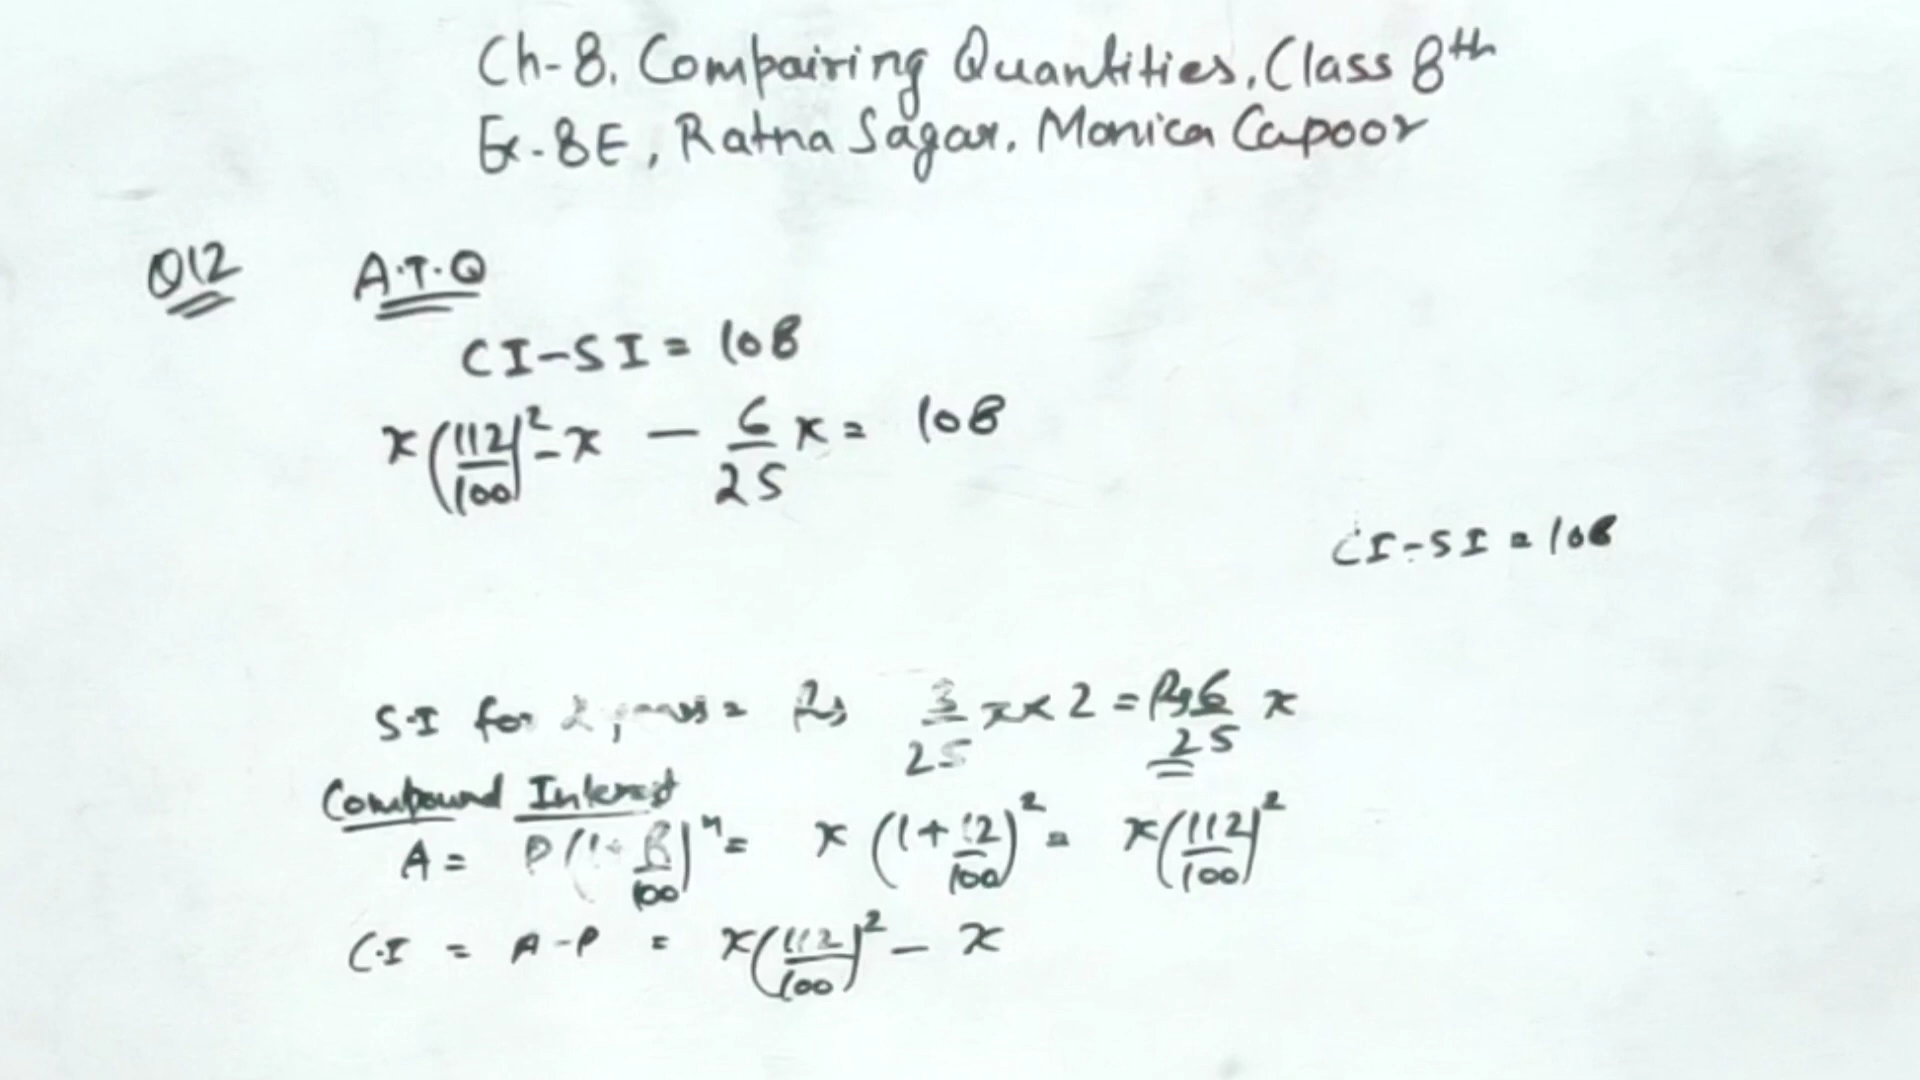 Ch-8. Compairing Quantities, Class 8th
Ex-8E, Ratna Sagar. Monica Capoor
Q12 A.T.Q
CI-SI = 108
x(112/100)²-x - 6/25 x = 108
CI-SI = 108
S.I for 2 years = Rs 3/25 x×2 = Rs 6/25 x
Compound Interest
A = P(1+R/100)ⁿ = x(1+12/100)² = x(112/100)²
C.I = A-P = x(112/100)² - x